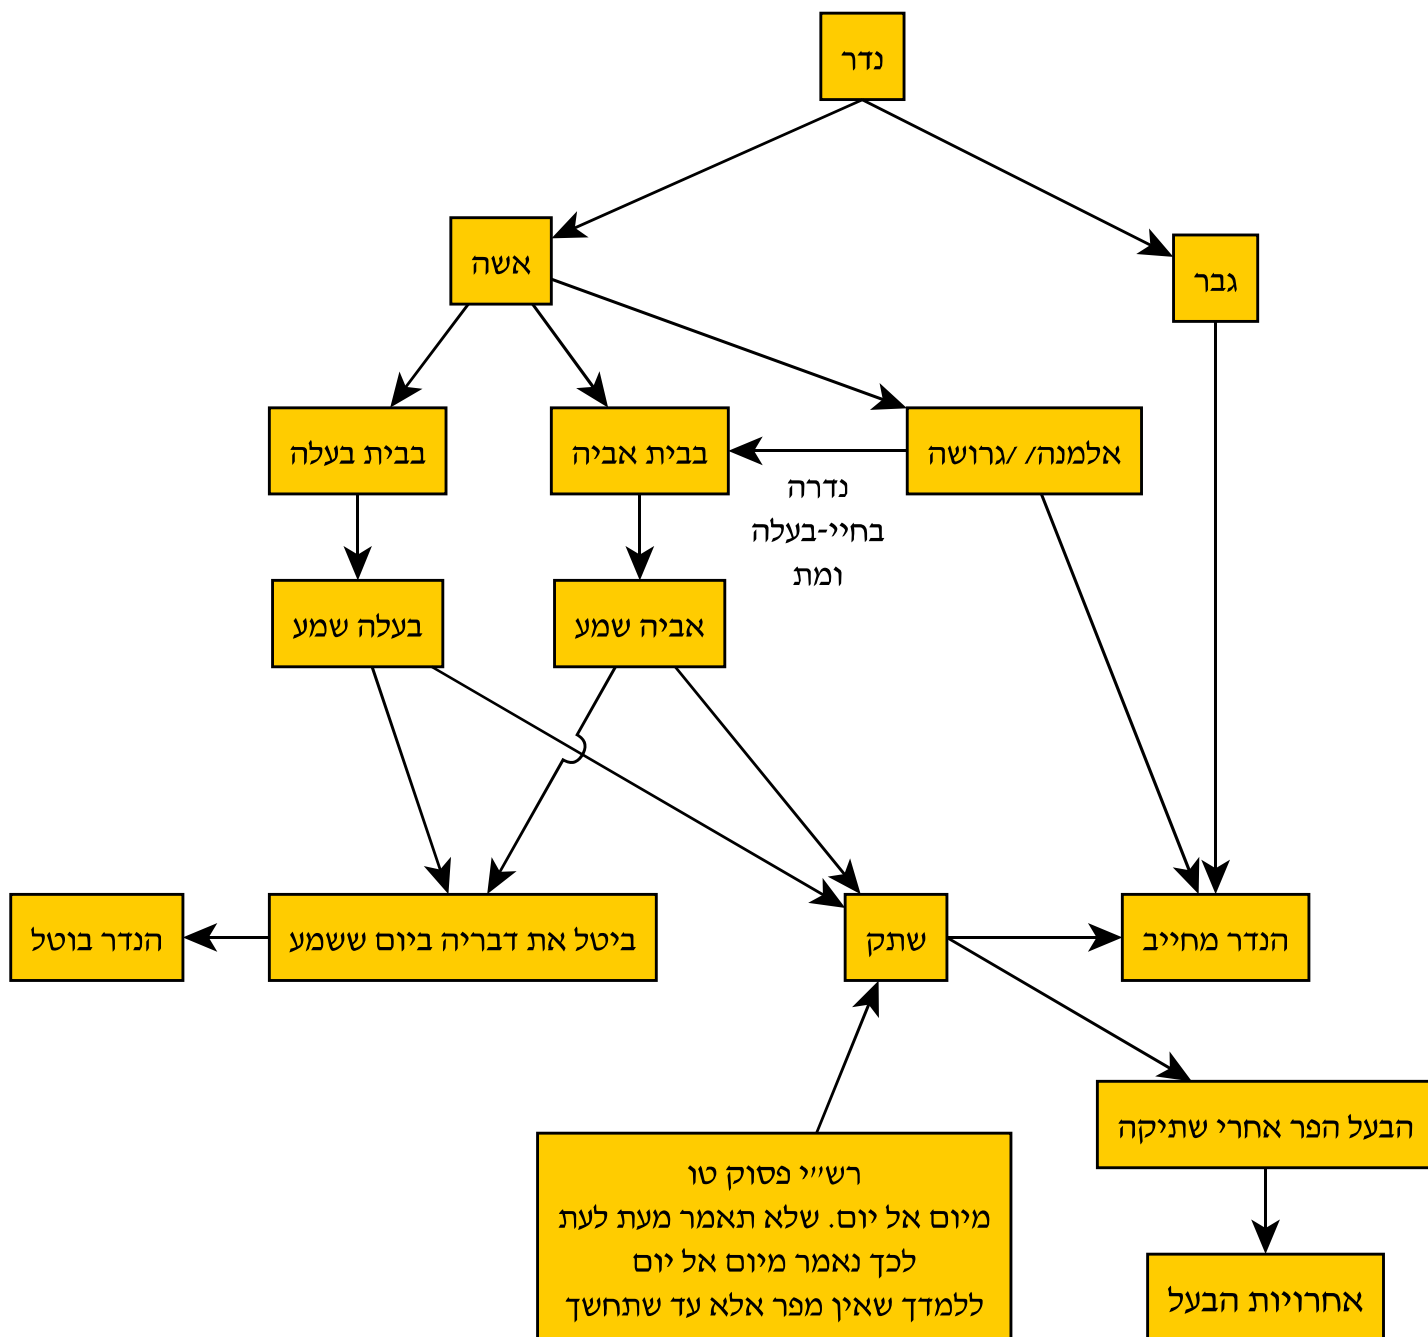 נדר
אשה
גבר
בבית בעלה
בבית אביה
אלמנה/ /גרושה
נדרה
בחיי-בעלה
ומת
בעלה שמע
אביה שמע
הנדר בוטל
ביטל את דבריה ביום ששמע
שתק
הנדר מחייב
הבעל הפר אחרי שתיקה
רש״י פסוק טו
מיום אל יום. שלא תאמר מעת לעת
לכך נאמר מיום אל יום
ללמדך שאין מפר אלא עד שתחשך
אחרויות הבעל